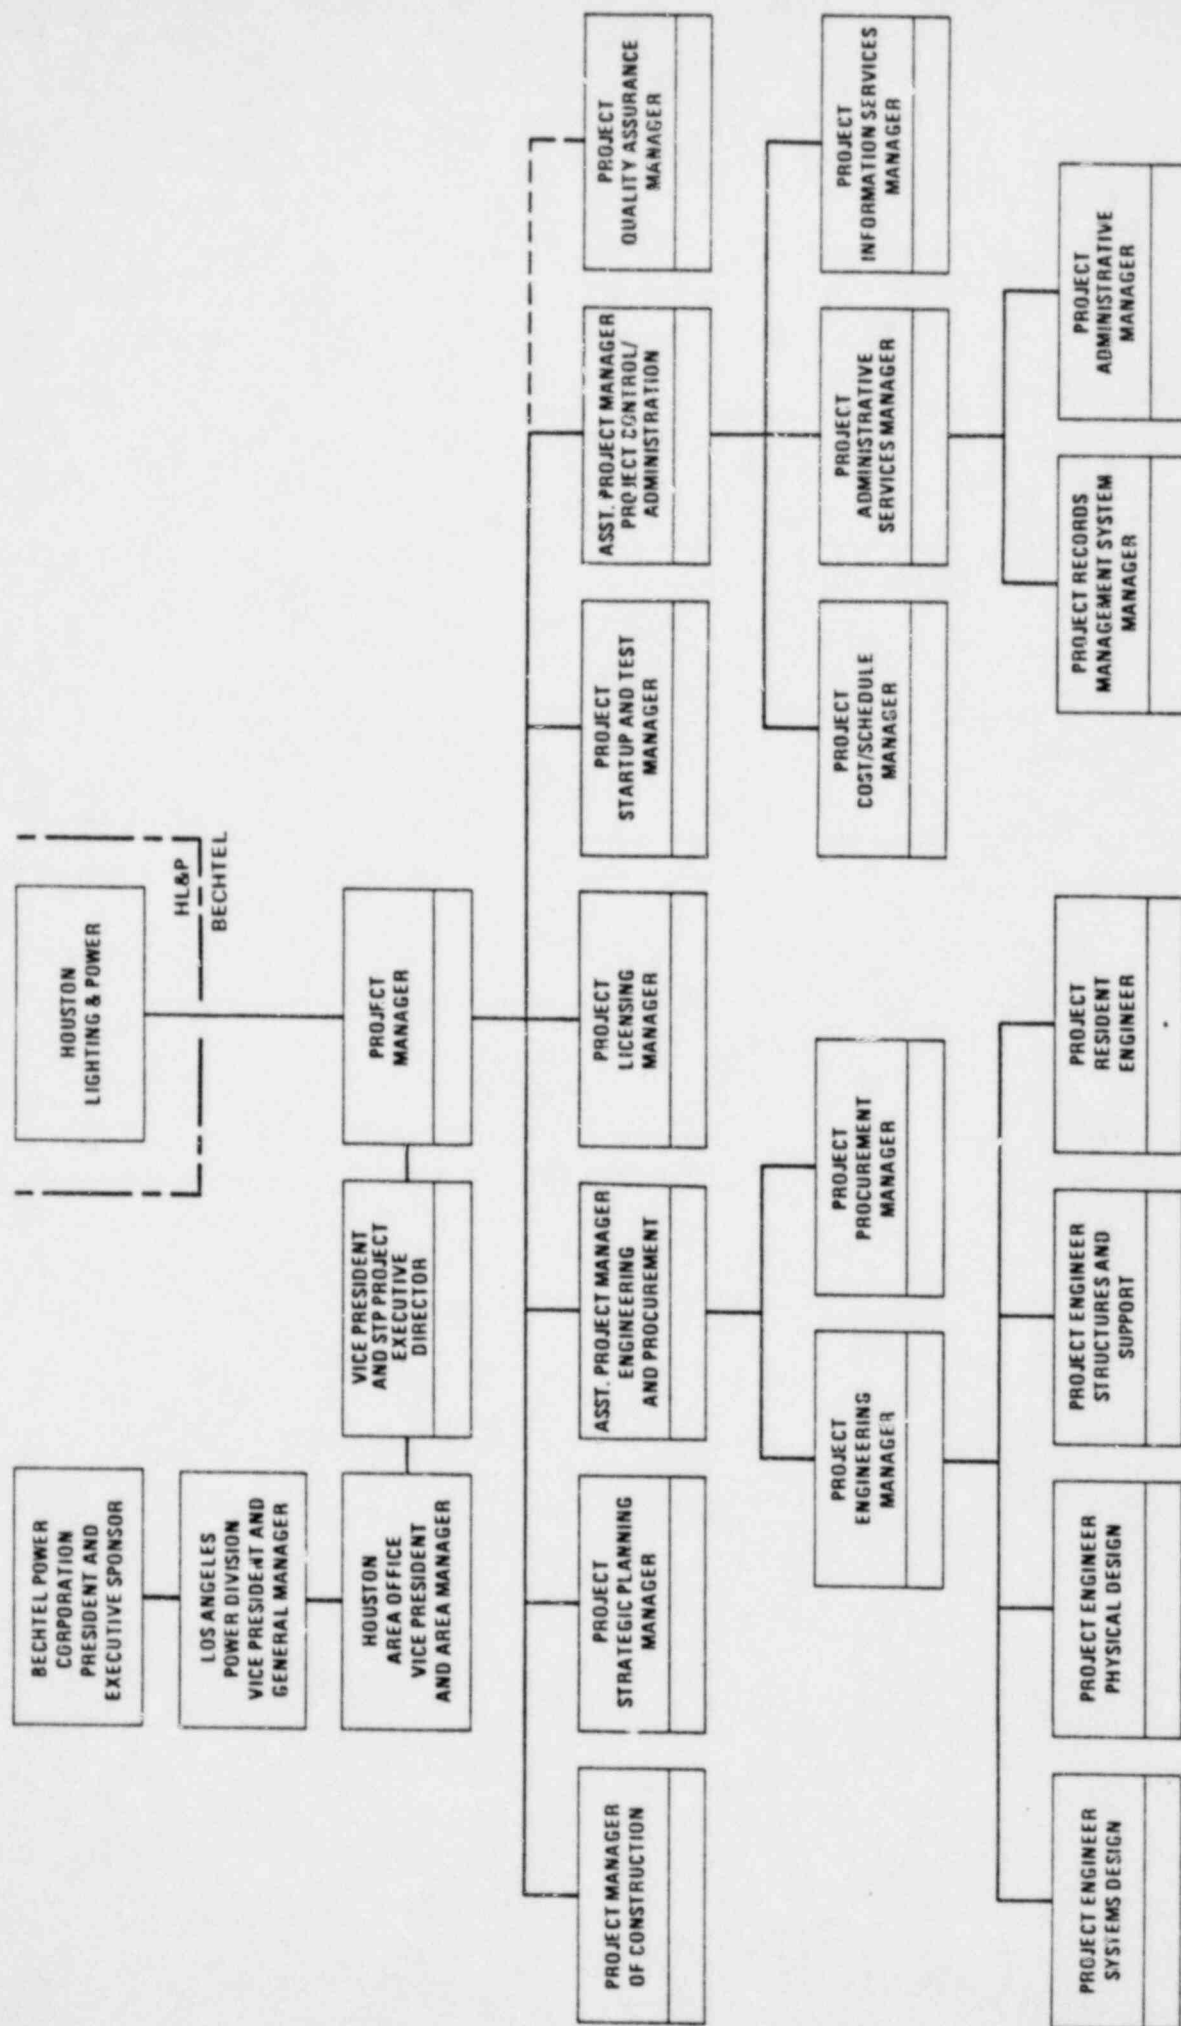 BECHTEL POWER
CORPORATION
PRESIDENT AND
EXECUTIVE SPONSOR
HOUSTON
LIGHTING & POWER
HL&P
BECHTEL
LOS ANGELES
POWER DIVISION
VICE PRESIDENT AND
GENERAL MANAGER
HOUSTON
AREA OFFICE
VICE PRESIDENT
AND AREA MANAGER
VICE PRESIDENT
AND STP PROJECT
EXECUTIVE
DIRECTOR
PROJECT
MANAGER
PROJECT MANAGER
OF CONSTRUCTION
PROJECT
STRATEGIC PLANNING
MANAGER
ASST. PROJECT MANAGER
ENGINEERING
AND PROCUREMENT
PROJECT
LICENSING
MANAGER
PROJECT
STARTUP AND TEST
MANAGER
ASST. PROJECT MANAGER
PROJECT CONTROL/
ADMINISTRATION
PROJECT
QUALITY ASSURANCE
MANAGER
PROJECT
ENGINEERING
MANAGER
PROJECT
PROCUREMENT
MANAGER
PROJECT
COST/SCHEDULE
MANAGER
PROJECT
ADMINISTRATIVE
SERVICES MANAGER
PROJECT
INFORMATION SERVICES
MANAGER
PROJECT ENGINEER
SYSTEMS DESIGN
PROJECT ENGINEER
PHYSICAL DESIGN
PROJECT ENGINEER
STRUCTURES AND
SUPPORT
PROJECT
RESIDENT
ENGINEER
PROJECT RECORDS
MANAGEMENT SYSTEM
MANAGER
PROJECT
ADMINISTRATIVE
MANAGER